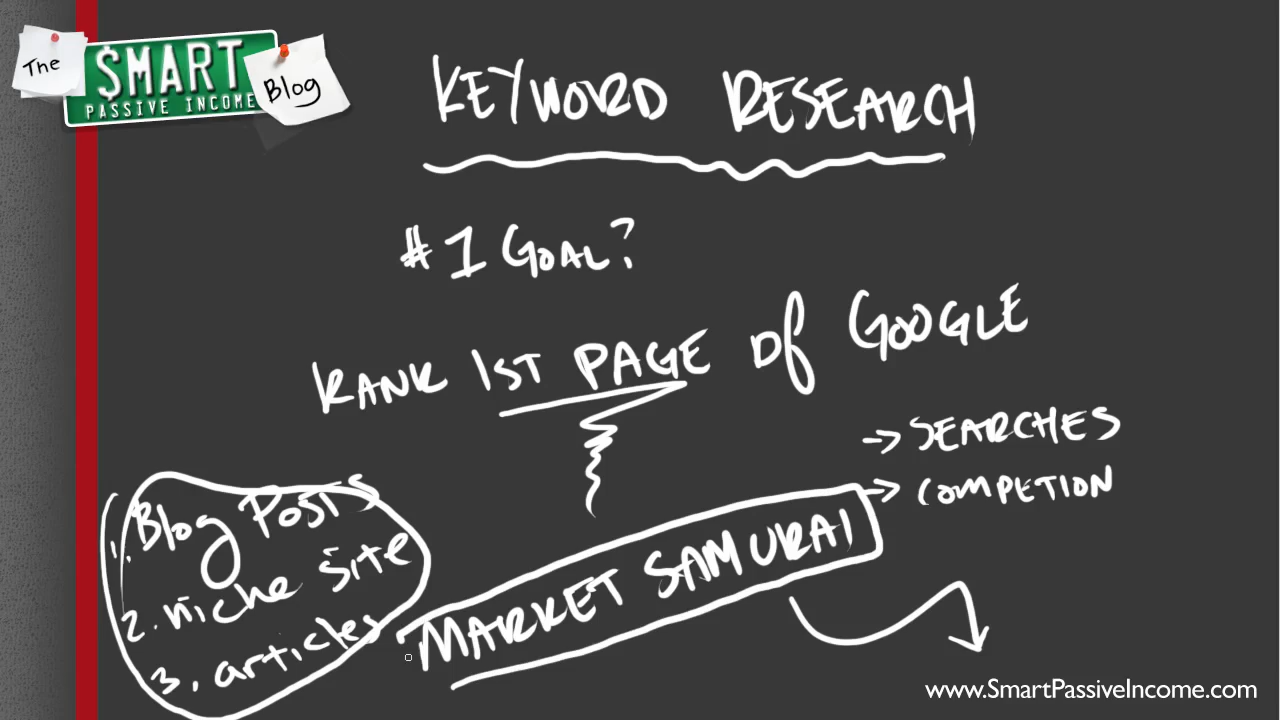 The
$MART
PASSIVE INCOME
Blog
KEYWORD RESEARCH
# 1 GOAL?
RANK 1ST PAGE Of GOOGLE
-> SEARCHES
-> COMPETION
1. Blog Posts
2. niche site
3. articles
MARKET SAMURAI
www.SmartPassiveIncome.com